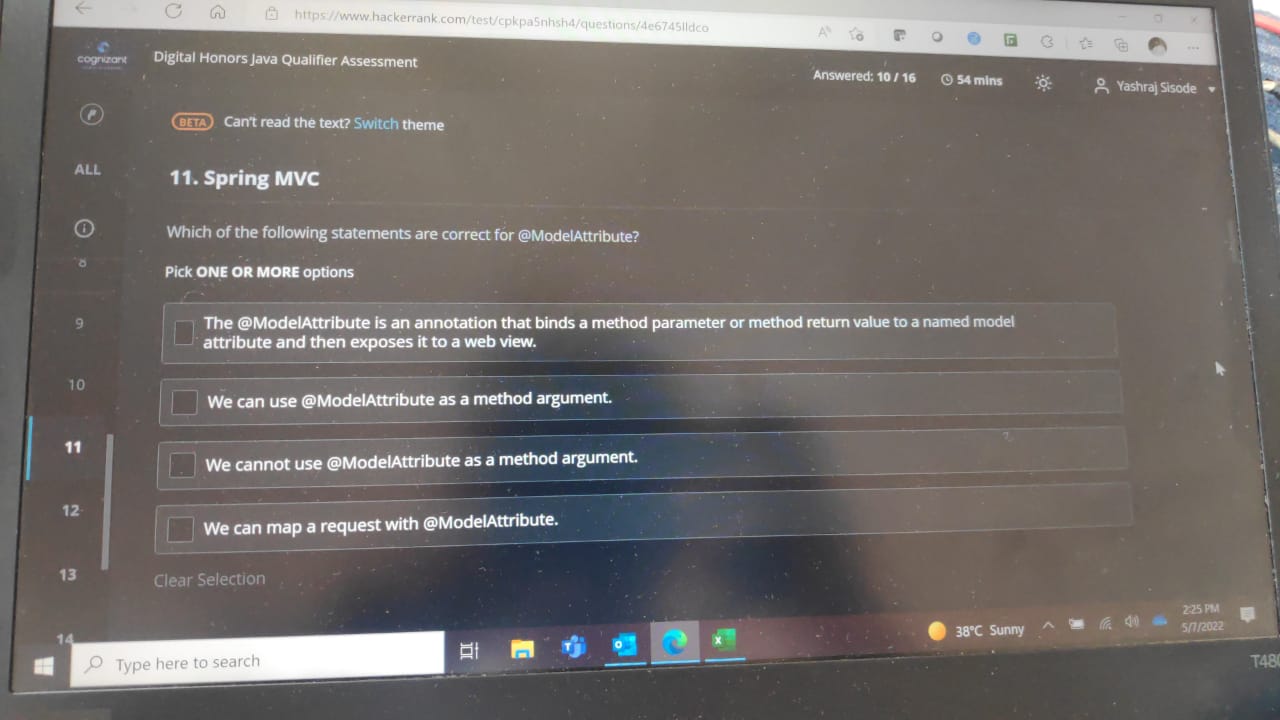 https://www.hackerrank.com/test/cpkpa5nhsh4/questions/4e6745lldco
cognizant
Digital Honors Java Qualifier Assessment
Answered: 10 / 16
54 mins
Yashraj Sisode
BETA
Can't read the text? Switch theme
ALL
11. Spring MVC
Which of the following statements are correct for @ModelAttribute?
8
Pick ONE OR MORE options
9
The @ModelAttribute is an annotation that binds a method parameter or method return value to a named model
attribute and then exposes it to a web view.
10
We can use @ModelAttribute as a method argument.
11
We cannot use @ModelAttribute as a method argument.
12
We can map a request with @ModelAttribute.
13
Clear Selection
14
Type here to search
38°C Sunny
2:25 PM
5/7/2022
T480